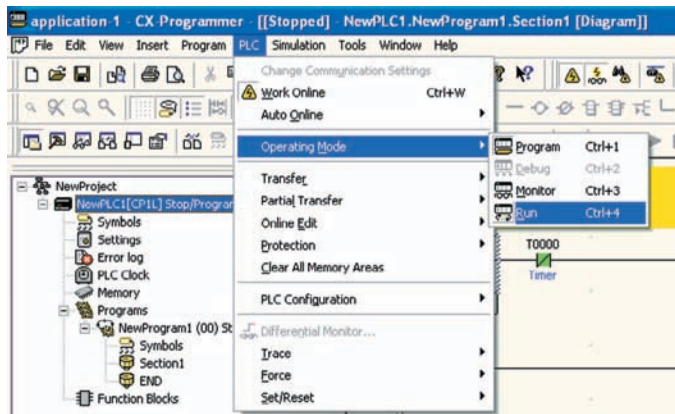 application-1 - CX-Programmer - [[Stopped] - NewPLC1.NewProgram1.Section1 [Diagram]]
File Edit View Insert Program PLC Simulation Tools Window Help
Change Communication Settings
Work Online Ctrl+W
Auto Online
Operating Mode
Program Ctrl+1
Debug Ctrl+2
Monitor Ctrl+3
Run Ctrl+4
Transfer
Partial Transfer
Online Edit
Protection
Clear All Memory Areas
PLC Configuration
Differential Monitor...
Trace
Force
Set/Reset
NewProject
NewPLC1[CP1L] Stop/Program
Symbols
Settings
Error log
PLC Clock
Memory
Programs
NewProgram1 (00) St
Symbols
Section1
END
Function Blocks
T0000
Timer